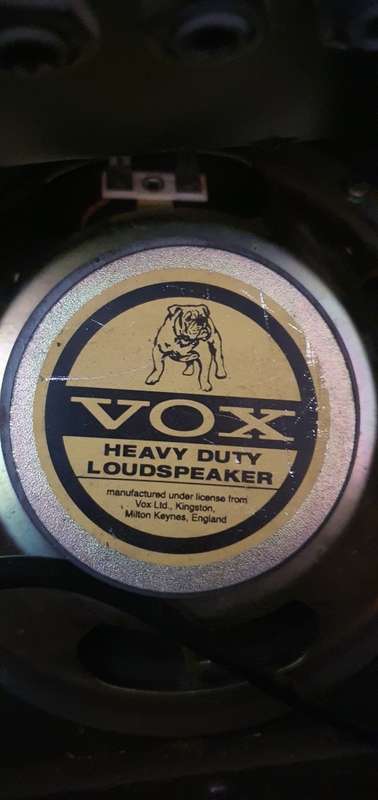 VOX
HEAVY DUTY
LOUDSPEAKER
manufactured under license from
Vox Ltd., Kingston,
Milton Keynes, England